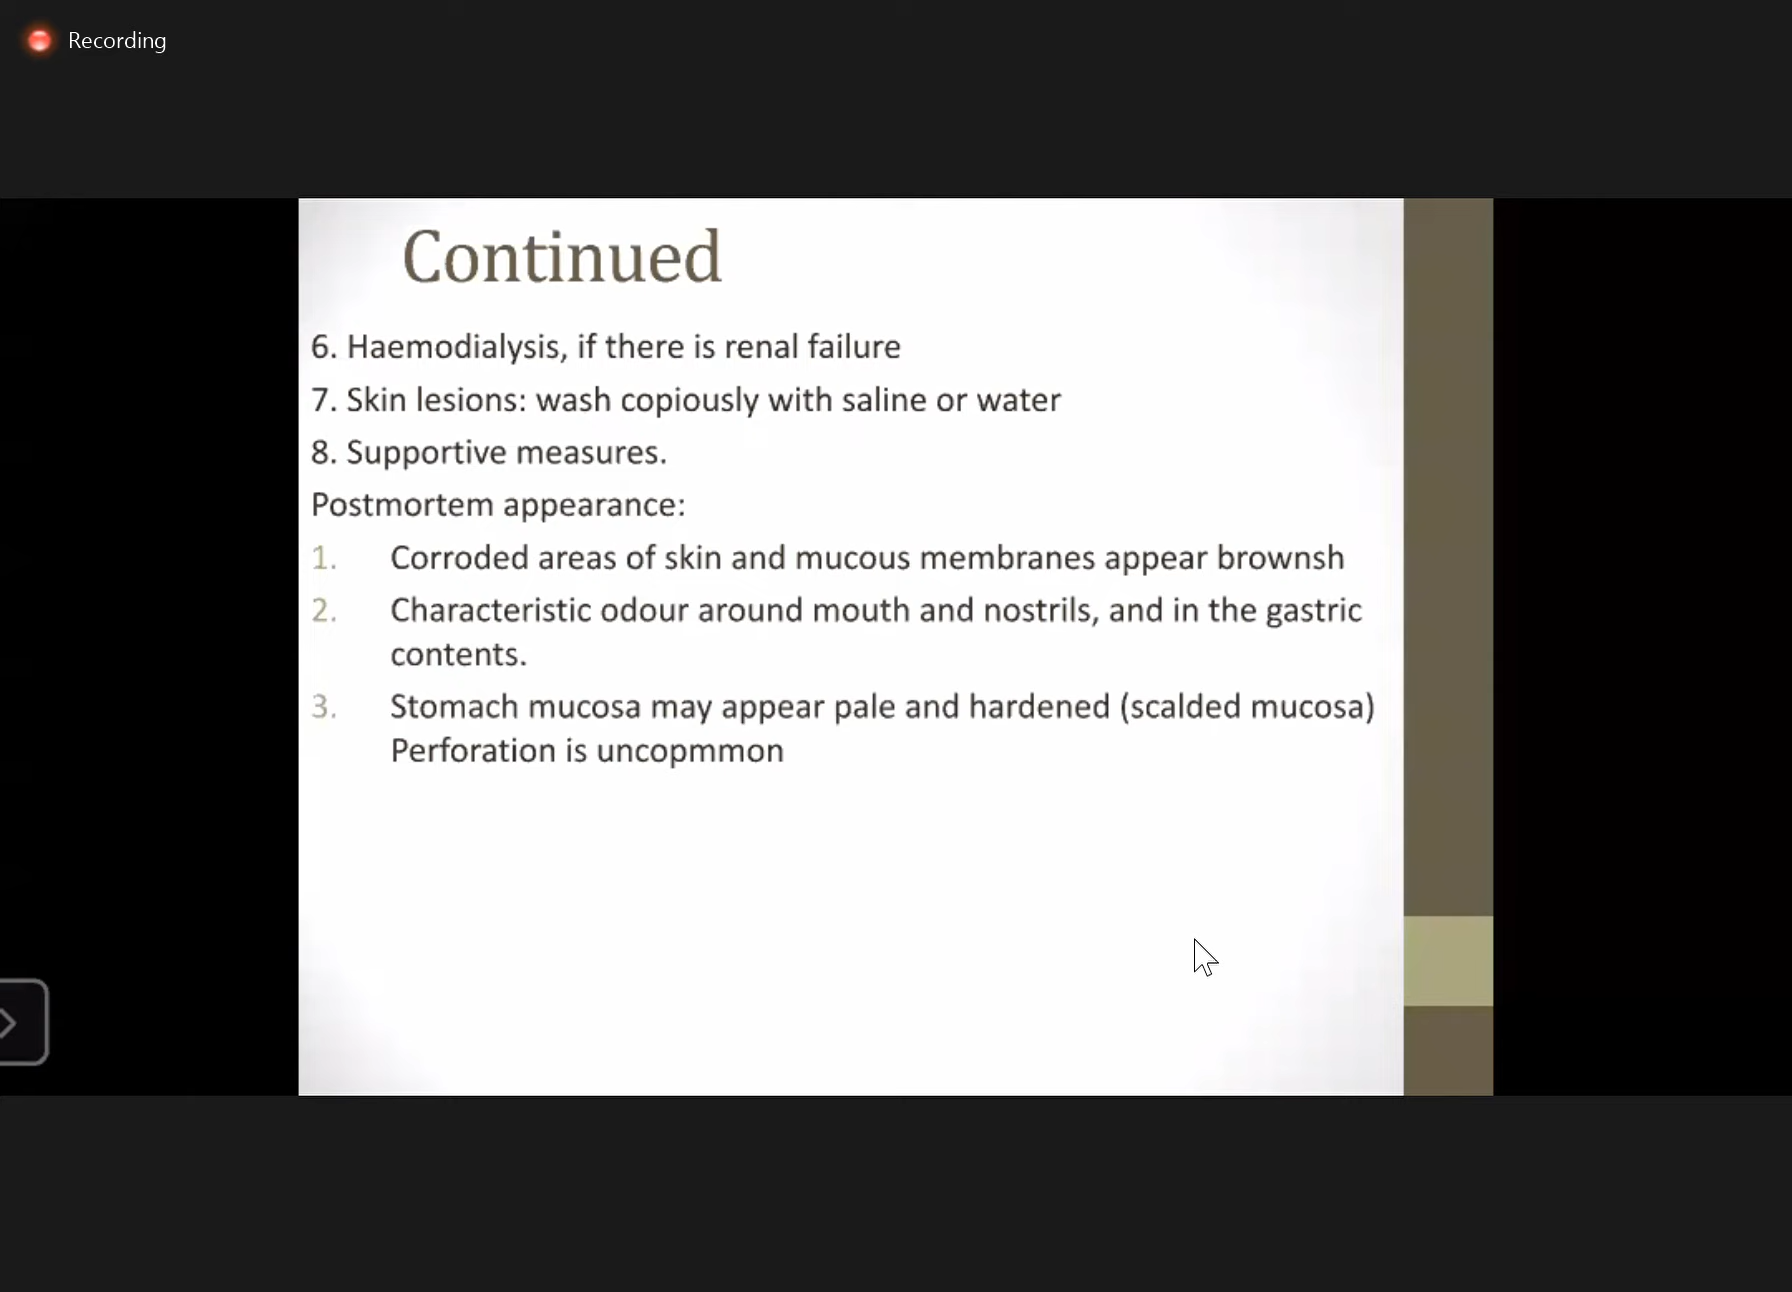 Recording
Continued
6. Haemodialysis, if there is renal failure
7. Skin lesions: wash copiously with saline or water
8. Supportive measures.
Postmortem appearance:
1. Corroded areas of skin and mucous membranes appear brownsh
2. Characteristic odour around mouth and nostrils, and in the gastric
contents.
3. Stomach mucosa may appear pale and hardened (scalded mucosa)
Perforation is uncopmmon